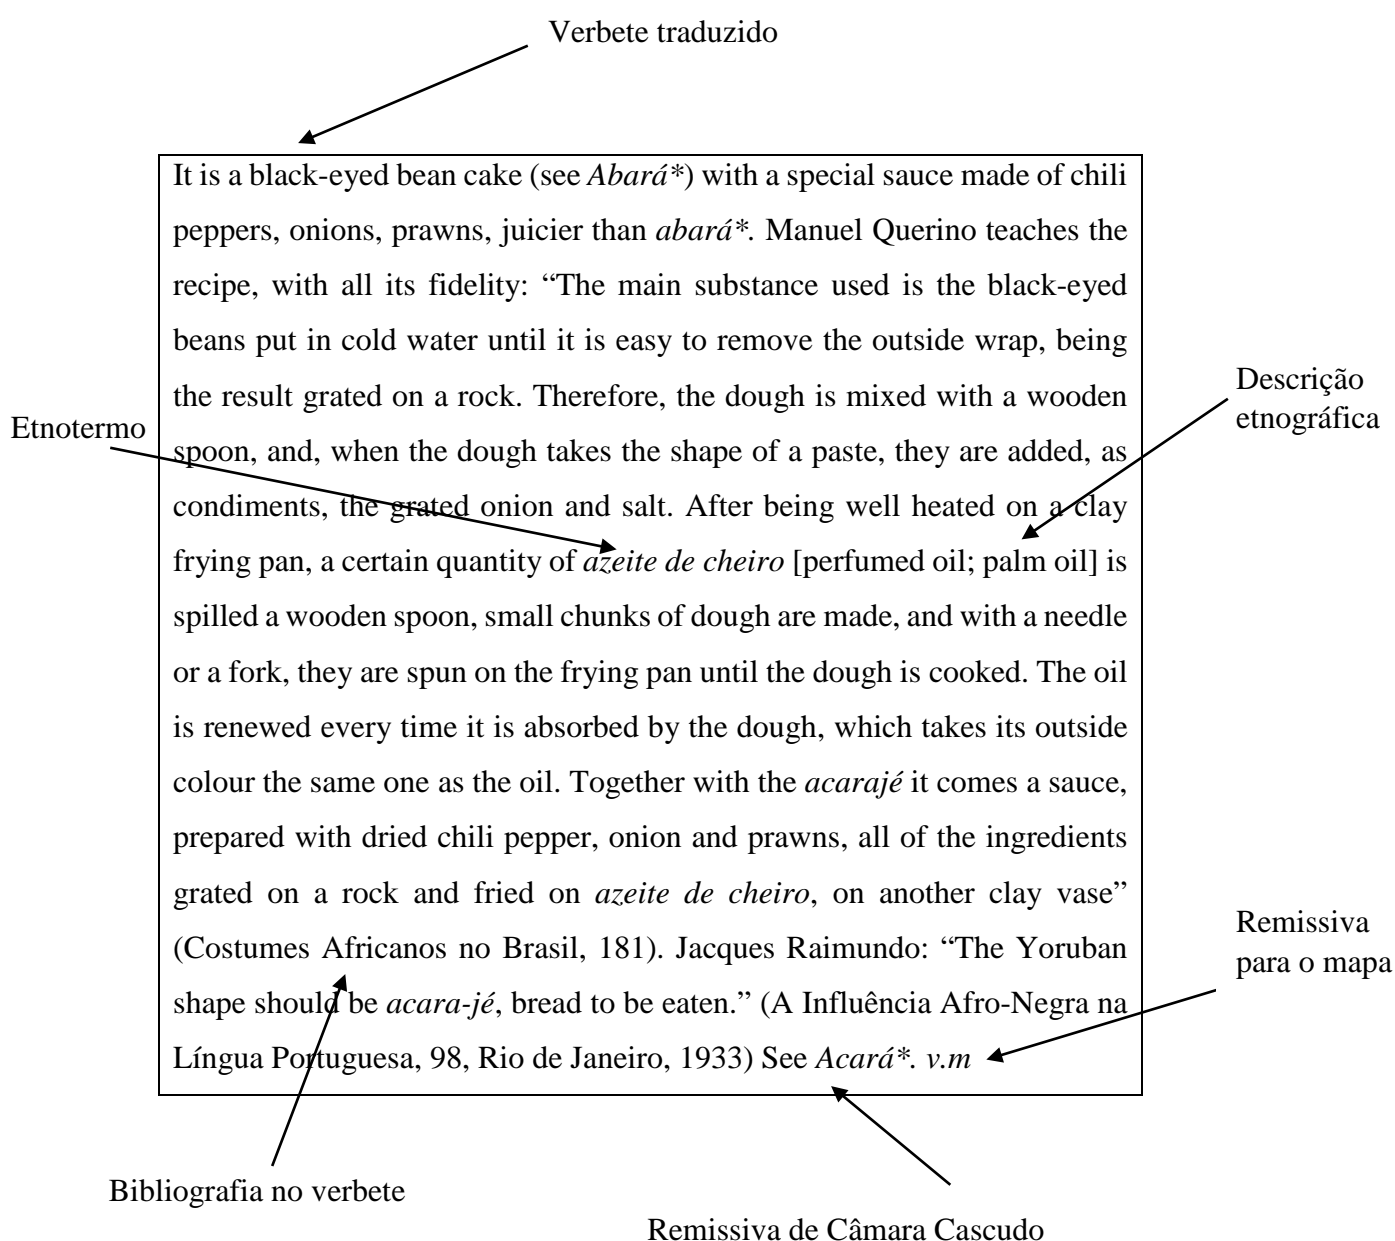 Verbete traduzido
It is a black-eyed bean cake (see Abará*) with a special sauce made of chili
peppers, onions, prawns, juicier than abará*. Manuel Querino teaches the
recipe, with all its fidelity: “The main substance used is the black-eyed
beans put in cold water until it is easy to remove the outside wrap, being
the result grated on a rock. Therefore, the dough is mixed with a wooden
spoon, and, when the dough takes the shape of a paste, they are added, as
condiments, the grated onion and salt. After being well heated on a clay
frying pan, a certain quantity of azeite de cheiro [perfumed oil; palm oil] is
spilled a wooden spoon, small chunks of dough are made, and with a needle
or a fork, they are spun on the frying pan until the dough is cooked. The oil
is renewed every time it is absorbed by the dough, which takes its outside
colour the same one as the oil. Together with the acarajé it comes a sauce,
prepared with dried chili pepper, onion and prawns, all of the ingredients
grated on a rock and fried on azeite de cheiro, on another clay vase”
(Costumes Africanos no Brasil, 181). Jacques Raimundo: “The Yoruban
shape should be acara-jé, bread to be eaten.” (A Influência Afro-Negra na
Língua Portuguesa, 98, Rio de Janeiro, 1933) See Acará*. v.m
Etnotermo
Descrição
etnográfica
Remissiva
para o mapa
Bibliografia no verbete
Remissiva de Câmara Cascudo